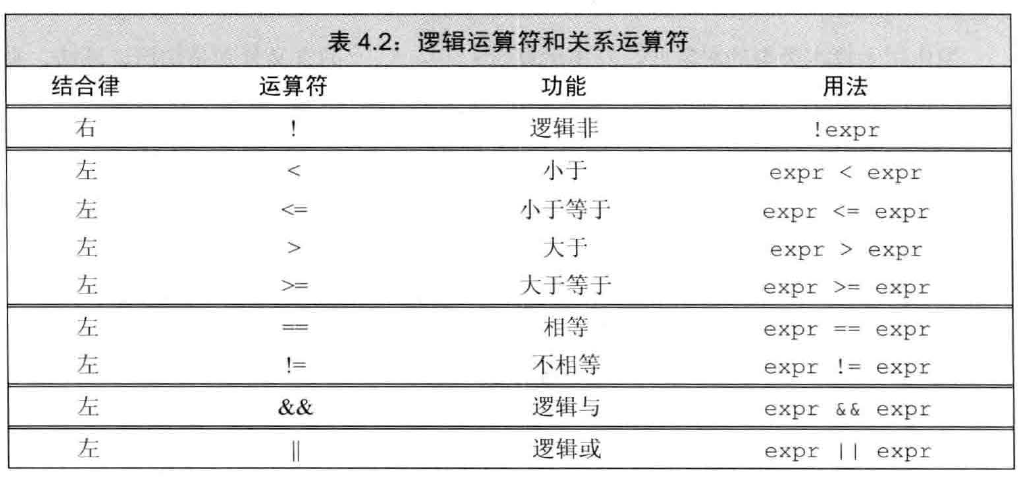 表 4.2：逻辑运算符和关系运算符
结合律 运算符 功能 用法
右 ! 逻辑非 !expr
左 < 小于 expr < expr
左 <= 小于等于 expr <= expr
左 > 大于 expr > expr
左 >= 大于等于 expr >= expr
左 == 相等 expr == expr
左 != 不相等 expr != expr
左 && 逻辑与 expr && expr
左 || 逻辑或 expr || expr